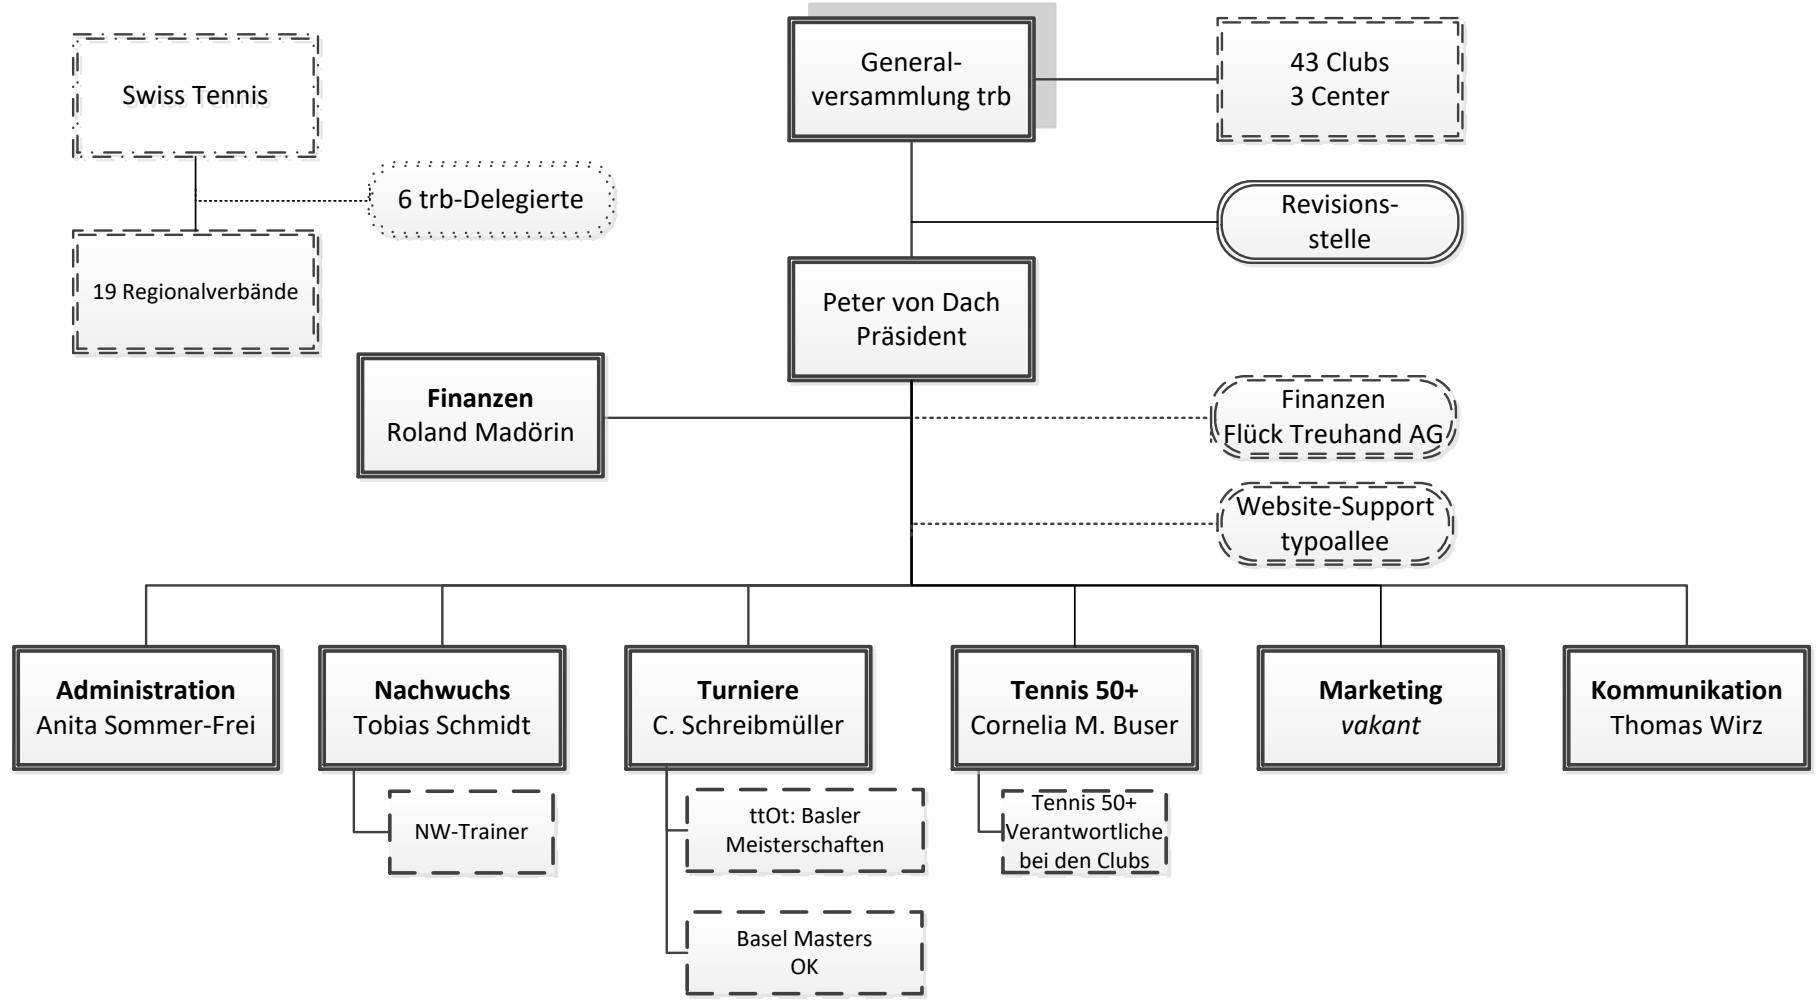 General-
versammlung trb
43 Clubs
3 Center
Swiss Tennis
6 trb-Delegierte
19 Regionalverbände
Revisions-
stelle
Peter von Dach
Präsident
Finanzen
Roland Madörin
Finanzen
Flück Treuhand AG
Website-Support
typoallee
Administration
Anita Sommer-Frei
Nachwuchs
Tobias Schmidt
Turniere
C. Schreibmüller
Tennis 50+
Cornelia M. Buser
Marketing
vakant
Kommunikation
Thomas Wirz
NW-Trainer
ttOt: Basler
Meisterschaften
Tennis 50+
Verantwortliche
bei den Clubs
Basel Masters
OK